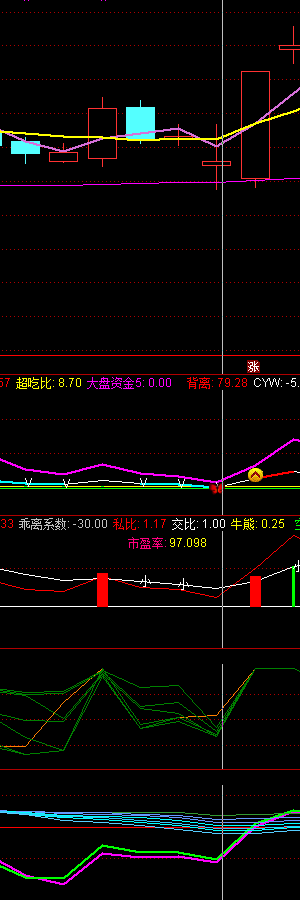 涨
57 超吃比: 8.70 大盘资金5: 0.00 背离: 79.28 CYW: -5.
33 乖离系数: -30.00 私比: 1.17 交比: 1.00 牛熊: 0.25
市盈率: 97.098
小 小 小